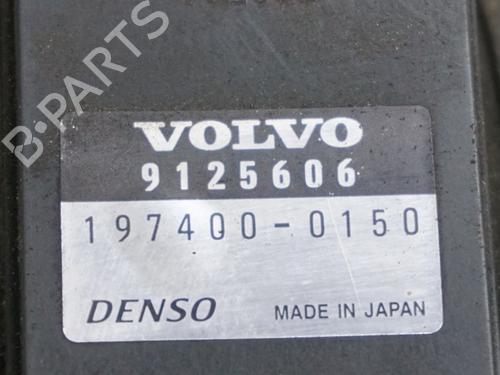 B-PARTS
VOLVO
9125606
197400-0150
DENSO MADE IN JAPAN